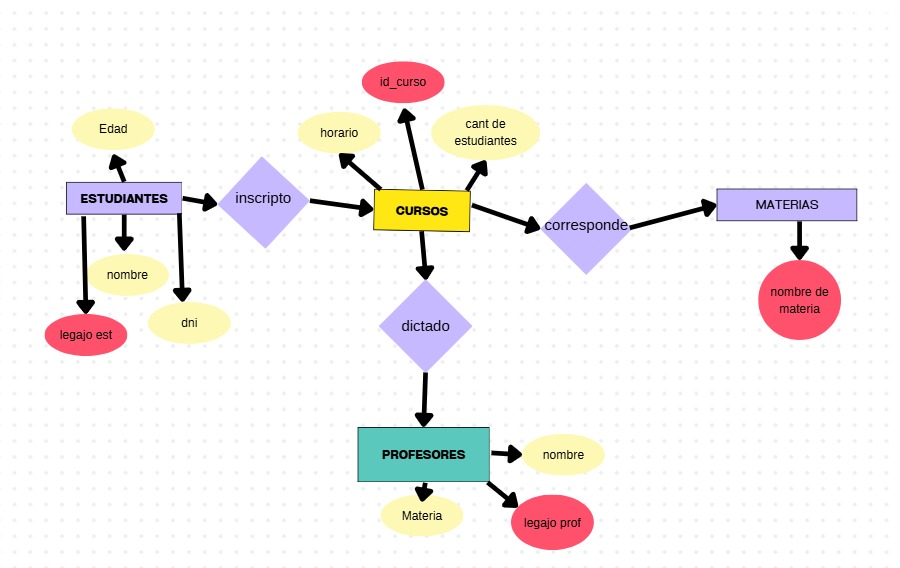 id_curso
Edad
horario
cant de
estudiantes
ESTUDIANTES
inscripto
CURSOS
corresponde
MATERIAS
nombre
nombre de
materia
legajo est
dni
dictado
PROFESORES
nombre
Materia
legajo prof